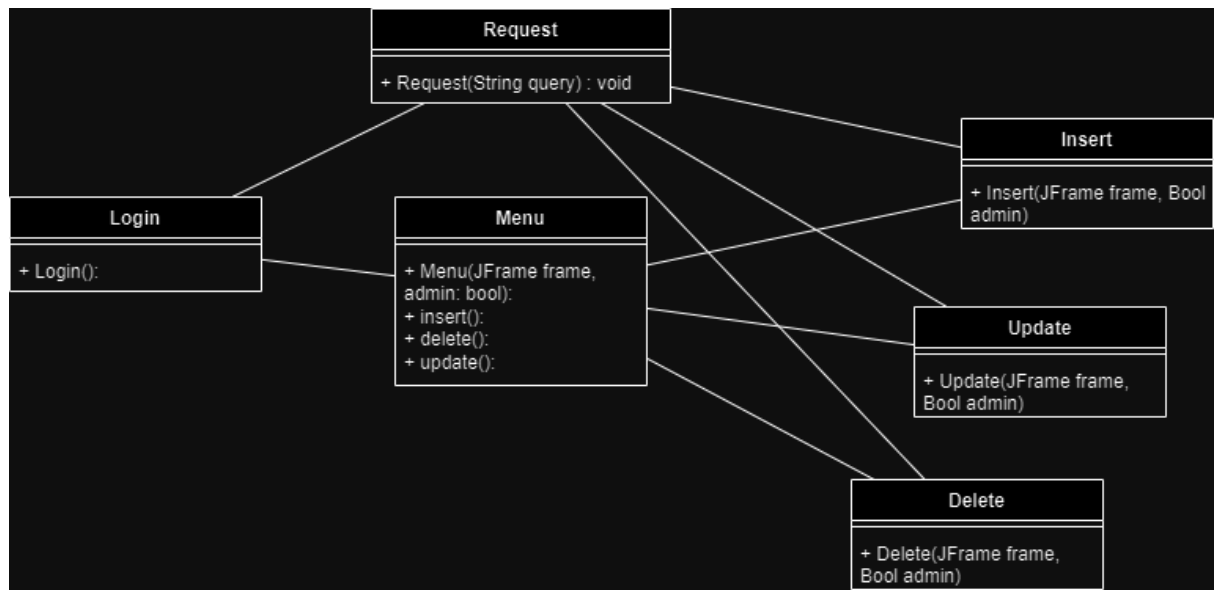 Request
+ Request(String query) : void
Insert
+ Insert(JFrame frame, Bool
admin)
Login
+ Login():
Menu
+ Menu(JFrame frame,
admin: bool):
+ insert():
+ delete():
+ update():
Update
+ Update(JFrame frame,
Bool admin)
Delete
+ Delete(JFrame frame,
Bool admin)